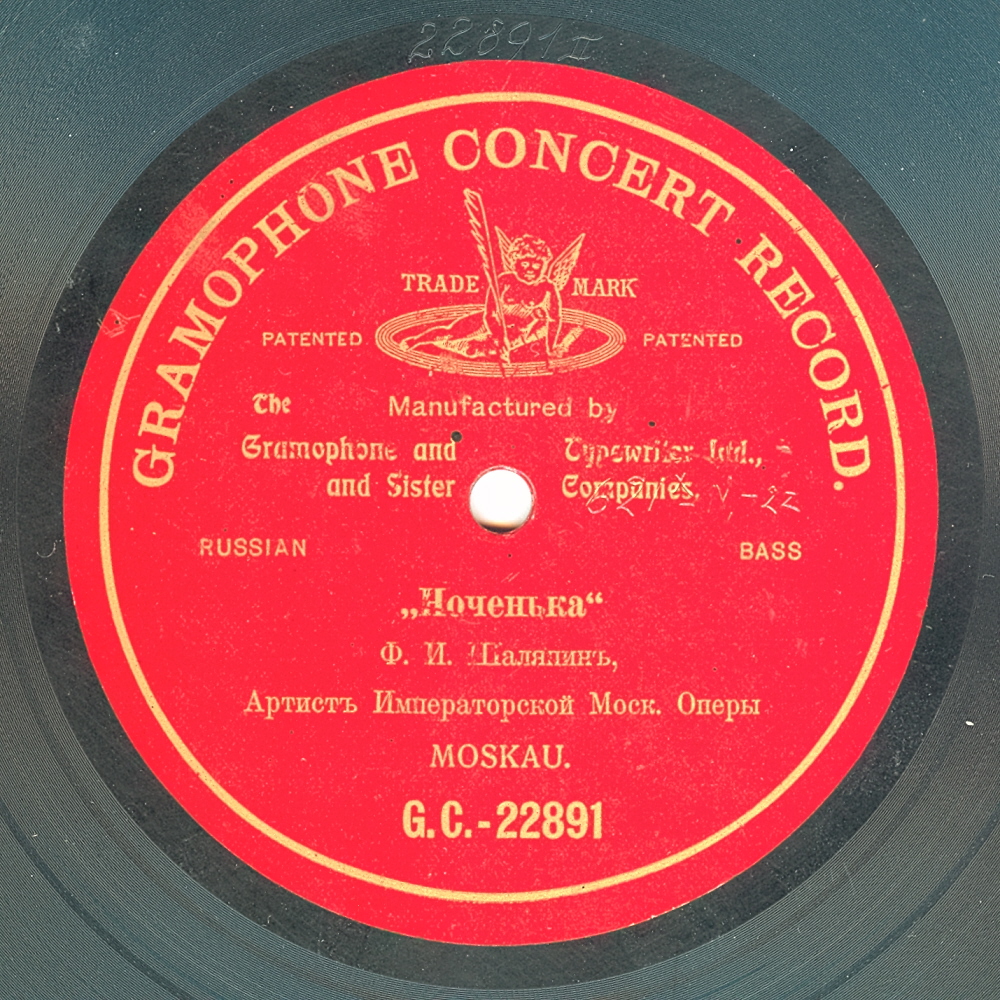 22891 II
GRAMOPHONE CONCERT RECORD.
TRADE MARK
PATENTED PATENTED
The Manufactured by
Gramophone and Typewriter Ltd.,
and Sister Companies.
RUSSIAN BASS
„Ноченька“
Ф. И. Шаляпинъ,
Артистъ Императорской Моск. Оперы
MOSKAU.
G.C.-22891